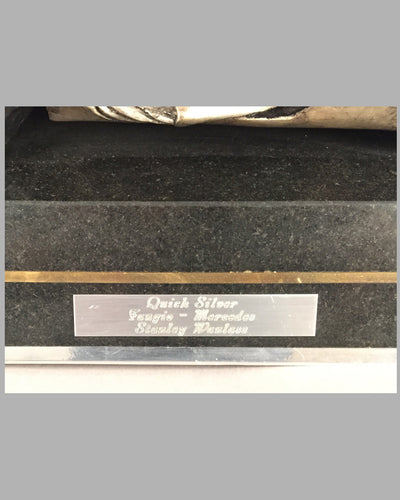 Quick Silver
Fangio - Mercedes
Stanley Wanlass